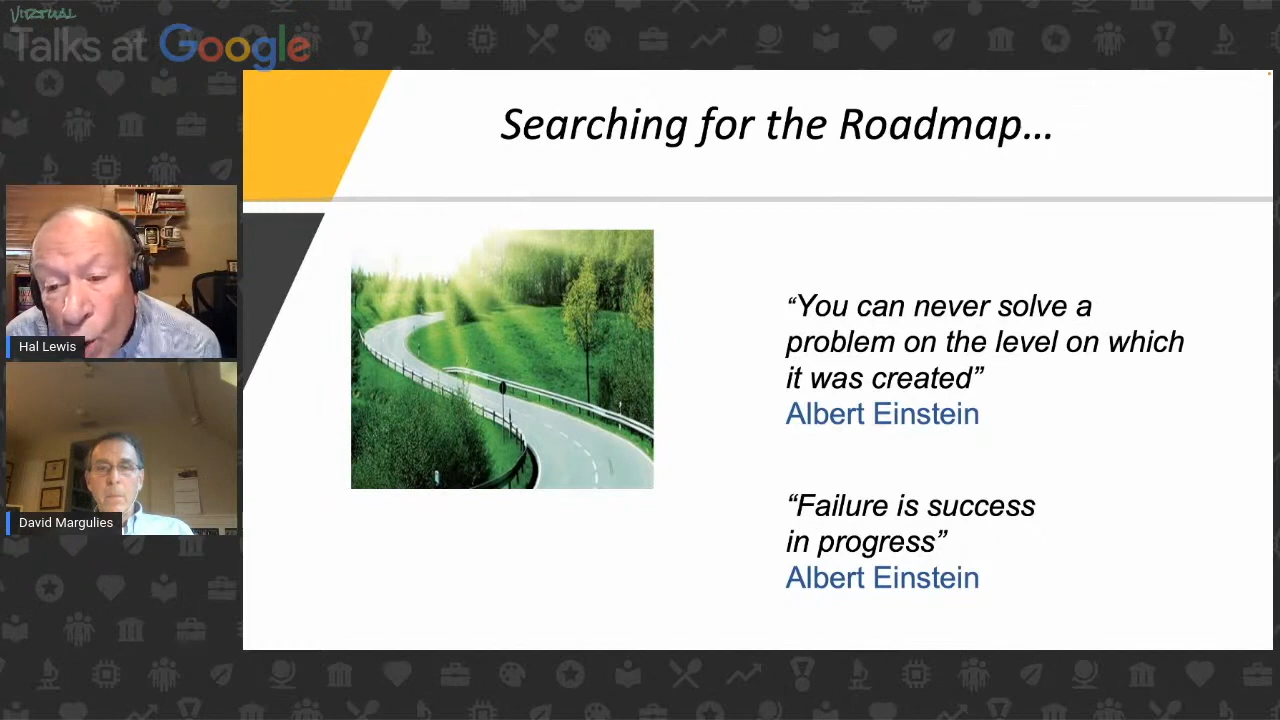 VIRTUAL
Talks at Google
Searching for the Roadmap...
“You can never solve a
problem on the level on which
it was created”
Albert Einstein
“Failure is success
in progress”
Albert Einstein
Hal Lewis
David Margulies